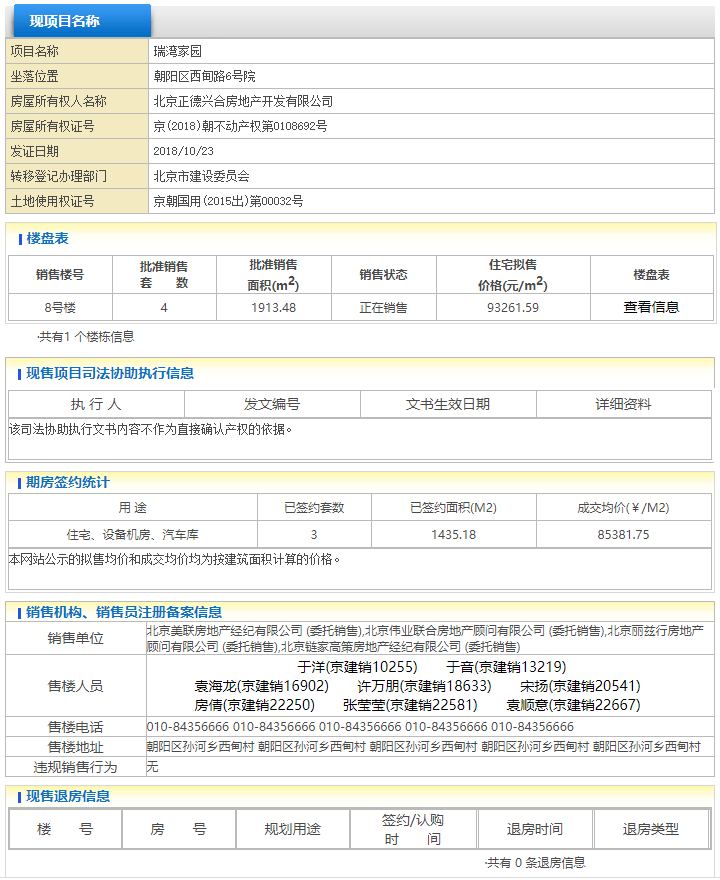 现项目名称
项目名称 瑞湾家园
坐落位置 朝阳区西甸路6号院
房屋所有权人名称 北京正德兴合房地产开发有限公司
房屋所有权证号 京(2018)朝不动产权第0108692号
发证日期 2018/10/23
转移登记办理部门 北京市建设委员会
土地使用权证号 京朝国用(2015出)第00032号
楼盘表
销售楼号 批准销售套 数 批准销售面积(m2) 销售状态 住宅拟售价格(元/m2) 楼盘表
8号楼 4 1913.48 正在销售 93261.59 查看信息
·共有1 个楼栋信息
现售项目司法协助执行信息
执 行 人 发文编号 文书生效日期 详细资料
该司法协助执行文书内容不作为直接确认产权的依据。
期房签约统计
用 途 已签约套数 已签约面积(M2) 成交均价(￥/M2)
住宅、设备机房、汽车库 3 1435.18 85381.75
本网站公示的拟售均价和成交均价均为按建筑面积计算的价格。
销售机构、销售员注册备案信息
销售单位 北京美联房地产经纪有限公司 (委托销售),北京伟业联合房地产顾问有限公司 (委托销售),北京丽兹行房地产
顾问有限公司 (委托销售),北京链家高策房地产经纪有限公司 (委托销售)
售楼人员 于洋(京建销10255) 于音(京建销13219)
袁海龙(京建销16902) 许万朋(京建销18633) 宋扬(京建销20541)
房倩(京建销22250) 张莹莹(京建销22581) 袁顺意(京建销22667)
售楼电话 010-84356666 010-84356666 010-84356666 010-84356666 010-84356666
售楼地址 朝阳区孙河乡西甸村 朝阳区孙河乡西甸村 朝阳区孙河乡西甸村 朝阳区孙河乡西甸村 朝阳区孙河乡西甸村
违规销售行为 无
现售退房信息
楼 号 房 号 规划用途 签约/认购时 间 退房时间 退房类型
·共有 0 条退房信息